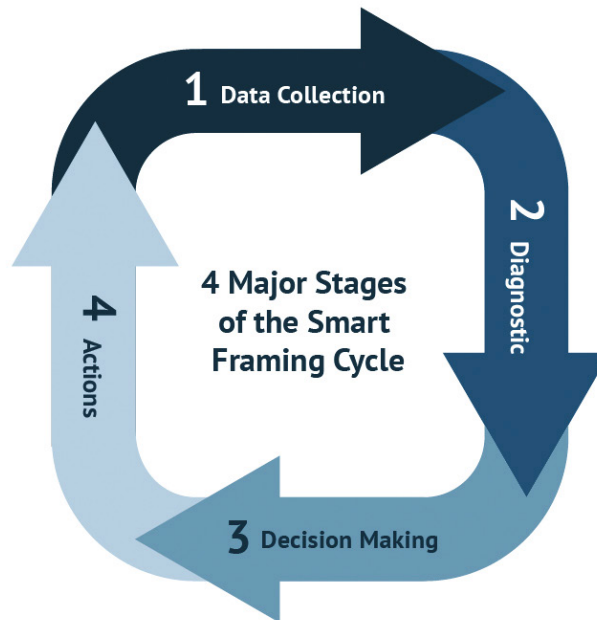 1 Data Collection
2 Diagnostic
4 Major Stages
of the Smart
Framing Cycle
3 Decision Making
4 Actions